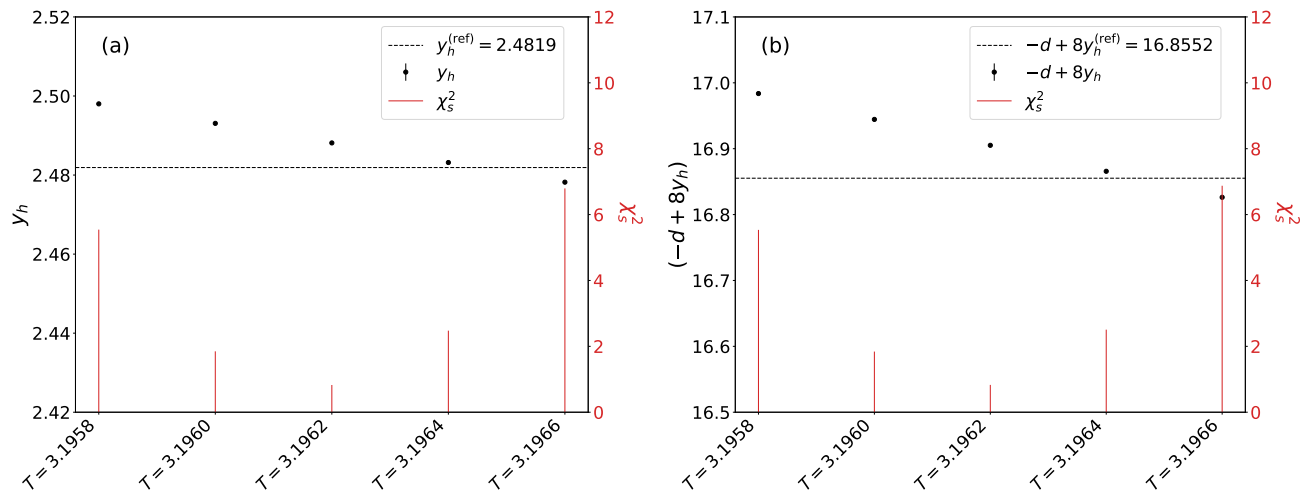 (a)
y_h^(ref) = 2.4819
y_h
χ_s^2
2.52
2.50
2.48
2.46
2.44
2.42
y_h
12
10
8
6
4
2
0
χ_s^2
T = 3.1958
T = 3.1960
T = 3.1962
T = 3.1964
T = 3.1966
(b)
−d + 8y_h^(ref) = 16.8552
−d + 8y_h
χ_s^2
17.1
17.0
16.9
16.8
16.7
16.6
16.5
(−d + 8y_h)
12
10
8
6
4
2
0
χ_s^2
T = 3.1958
T = 3.1960
T = 3.1962
T = 3.1964
T = 3.1966